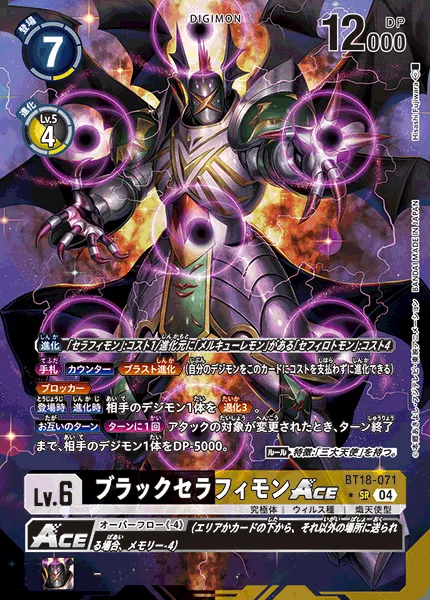 DIGIMON
登場
7
12000
DP
進化
Lv.5
4
Hisashi Fujiwara
BANDAI MADE IN JAPAN
進化 「セラフィモン」:コスト1/進化元に「メルキューレモン」がある「セフィロトモン」:コスト4
手札 カウンター ブラスト進化 (自分のデジモンをこのカードにコストを支払わずに進化できる)
ブロッカー
登場時 進化時 相手のデジモン1体を 退化3 。
お互いのターン ターンに1回 アタックの対象が変更されたとき、ターン終了
まで、相手のデジモン1体をDP-5000。
ルール 特徴:「三大天使」を持つ。
BT18-071
Lv.6
ブラックセラフィモンACE
SR 04
究極体 ウィルス種 熾天使型
ACE
オーバーフロー《-4》 (エリアかカードの下から、それ以外の場所に送られ
る場合、メモリー-4)